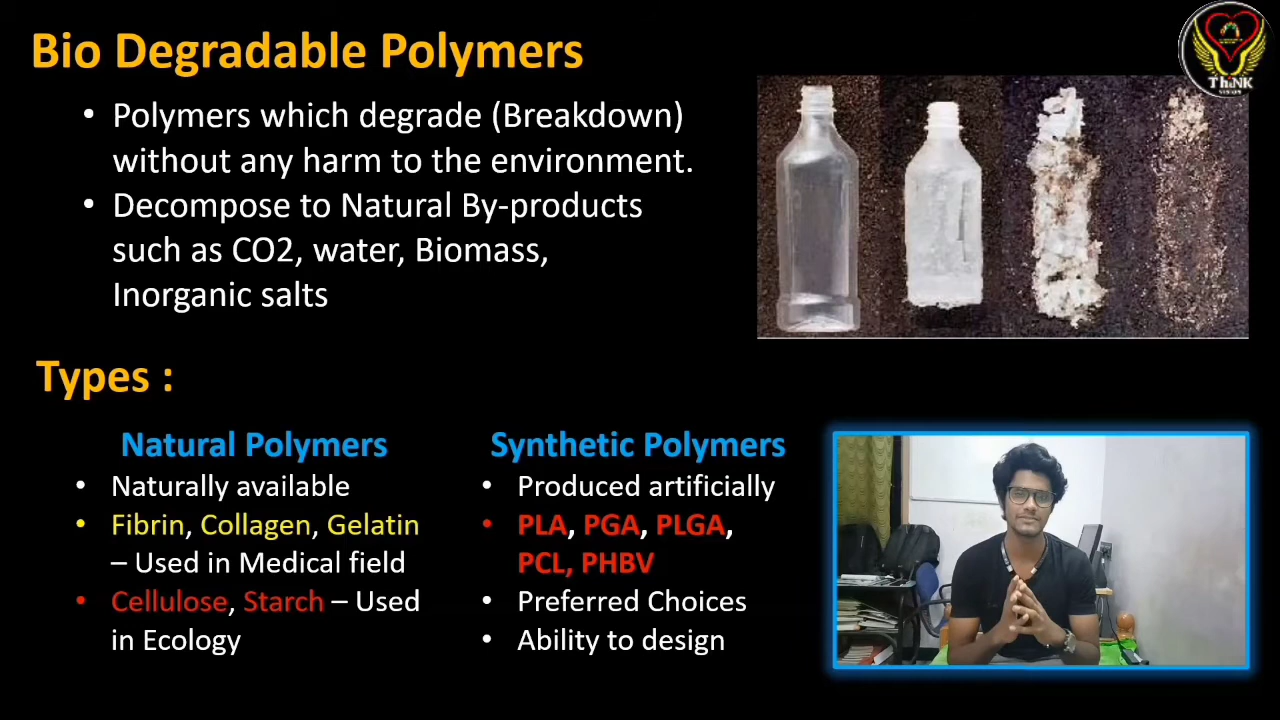 Bio Degradable Polymers
• Polymers which degrade (Breakdown)
without any harm to the environment.
• Decompose to Natural By-products
such as CO2, water, Biomass,
Inorganic salts
Types :
Natural Polymers
• Naturally available
• Fibrin, Collagen, Gelatin
– Used in Medical field
• Cellulose, Starch – Used
in Ecology
Synthetic Polymers
• Produced artificially
• PLA, PGA, PLGA,
PCL, PHBV
• Preferred Choices
• Ability to design
ThiNK
VISION